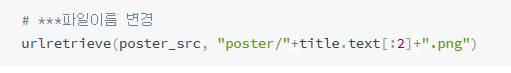 # ***파일이름 변경
urlretrieve(poster_src, "poster/"+title.text[:2]+".png")